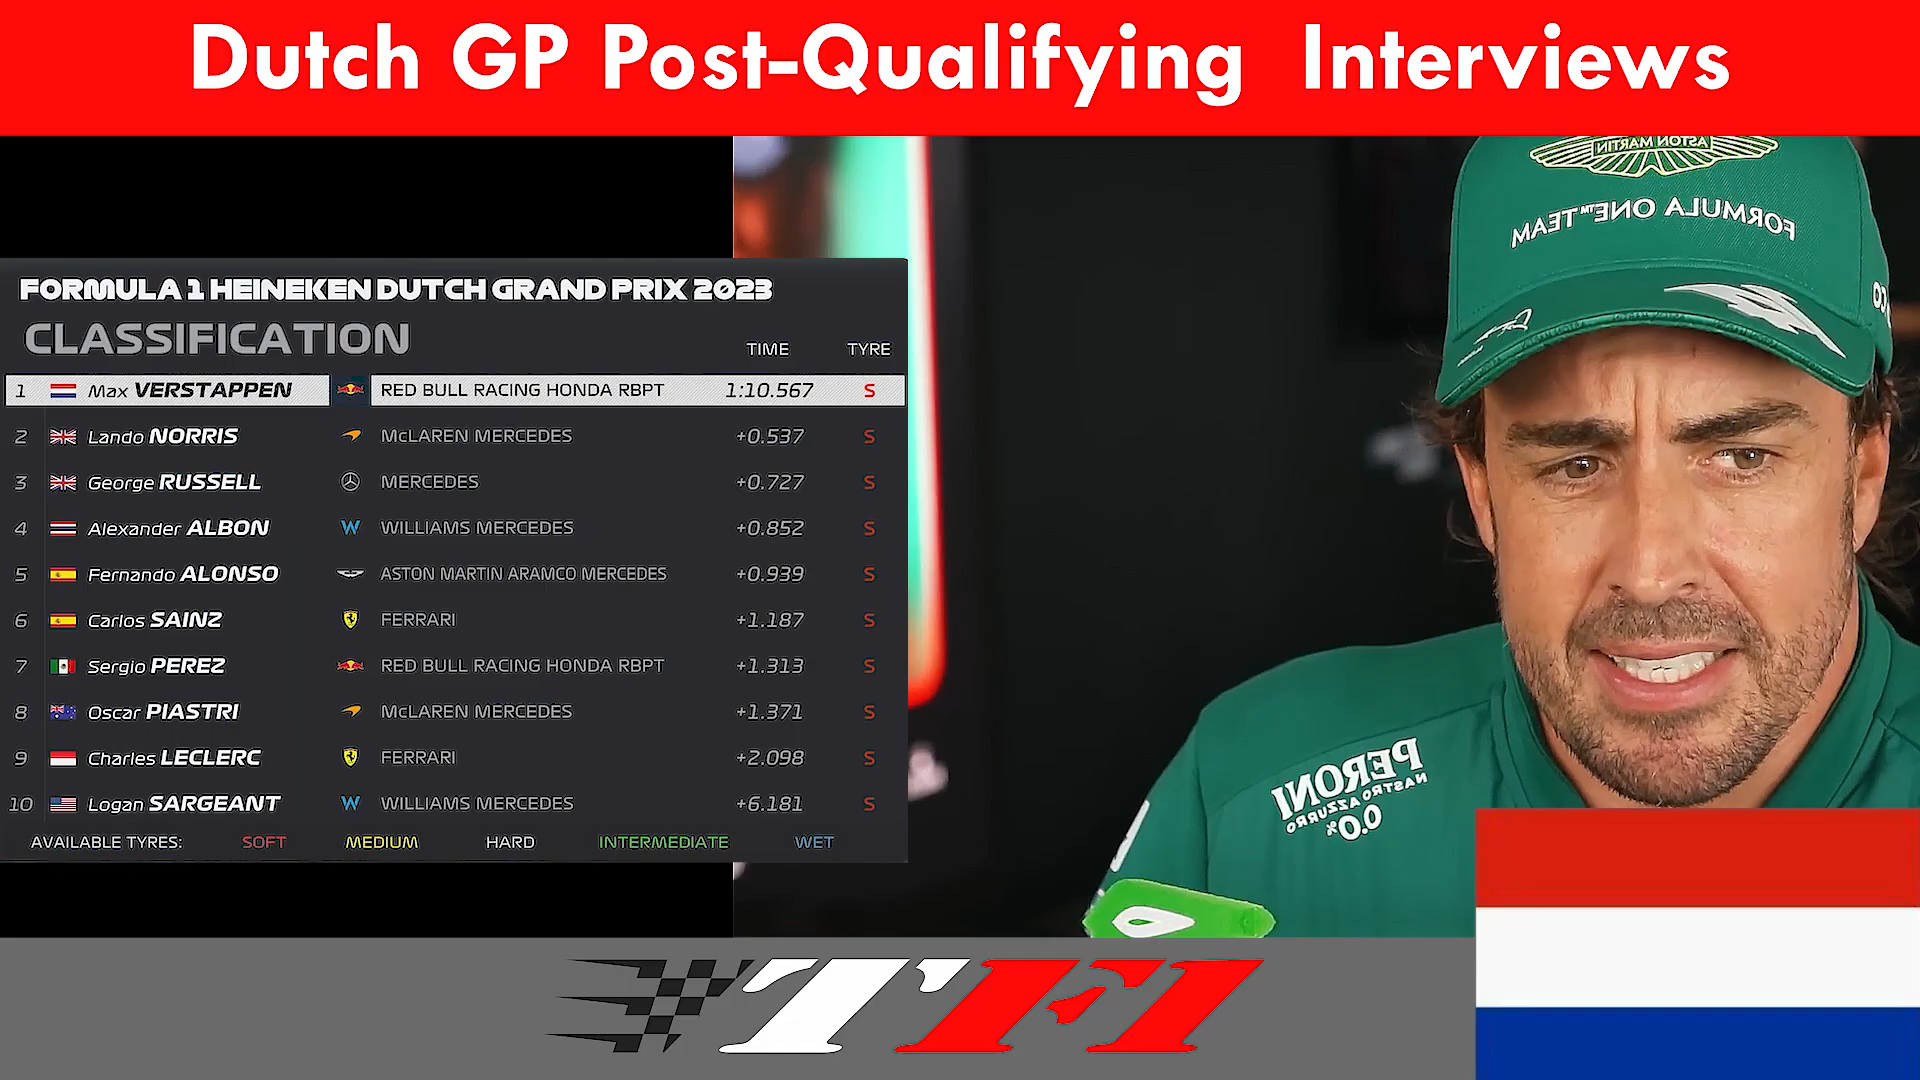 Dutch GP Post-Qualifying Interviews
FORMULA 1 HEINEKEN DUTCH GRAND PRIX 2023
CLASSIFICATION
TIME TYRE
1 Max VERSTAPPEN RED BULL RACING HONDA RBPT 1:10.567 S
2 Lando NORRIS McLAREN MERCEDES +0.537 S
3 George RUSSELL MERCEDES +0.727 S
4 Alexander ALBON W WILLIAMS MERCEDES +0.852 S
5 Fernando ALONSO ASTON MARTIN ARAMCO MERCEDES +0.939 S
6 Carlos SAINZ FERRARI +1.187 S
7 Sergio PEREZ RED BULL RACING HONDA RBPT +1.313 S
8 Oscar PIASTRI McLAREN MERCEDES +1.371 S
9 Charles LECLERC FERRARI +2.098 S
10 Logan SARGEANT W WILLIAMS MERCEDES +6.181 S
AVAILABLE TYRES: SOFT MEDIUM HARD INTERMEDIATE WET
ASTON MARTIN
FORMULA ONE™ TEAM
PERONI
NASTRO AZZURRO
0.0%
TF1